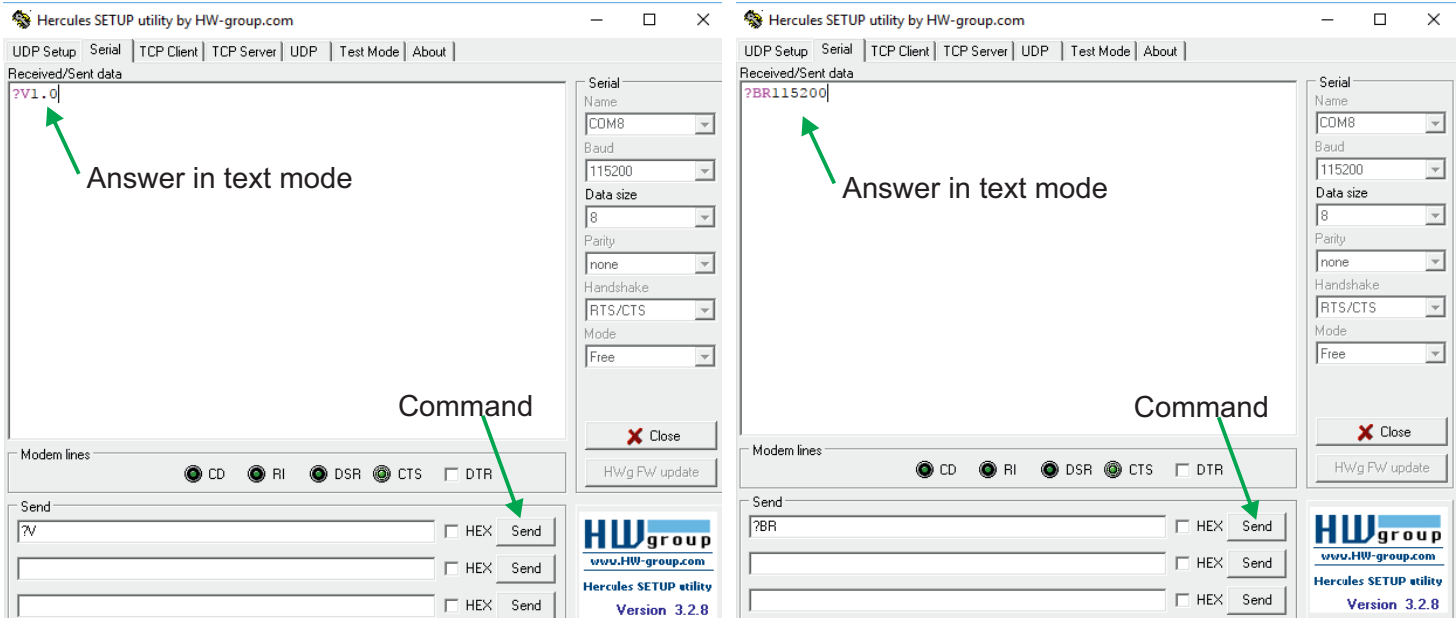 Hercules SETUP utility by HW-group.com
UDP Setup Serial TCP Client TCP Server UDP Test Mode About
Received/Sent data
?V1.0
Answer in text mode
Command
Serial
Name
COM8
Baud
115200
Data size
8
Parity
none
Handshake
RTS/CTS
Mode
Free
Close
HWg FW update
Modem lines
CD RI DSR CTS DTR
Send
?V HEX Send
HEX Send
HEX Send
HW group
www.HW-group.com
Hercules SETUP utility
Version 3.2.8
Hercules SETUP utility by HW-group.com
UDP Setup Serial TCP Client TCP Server UDP Test Mode About
Received/Sent data
?BR115200
Answer in text mode
Command
Serial
Name
COM8
Baud
115200
Data size
8
Parity
none
Handshake
RTS/CTS
Mode
Free
Close
HWg FW update
Modem lines
CD RI DSR CTS DTR
Send
?BR HEX Send
HEX Send
HEX Send
HW group
www.HW-group.com
Hercules SETUP utility
Version 3.2.8